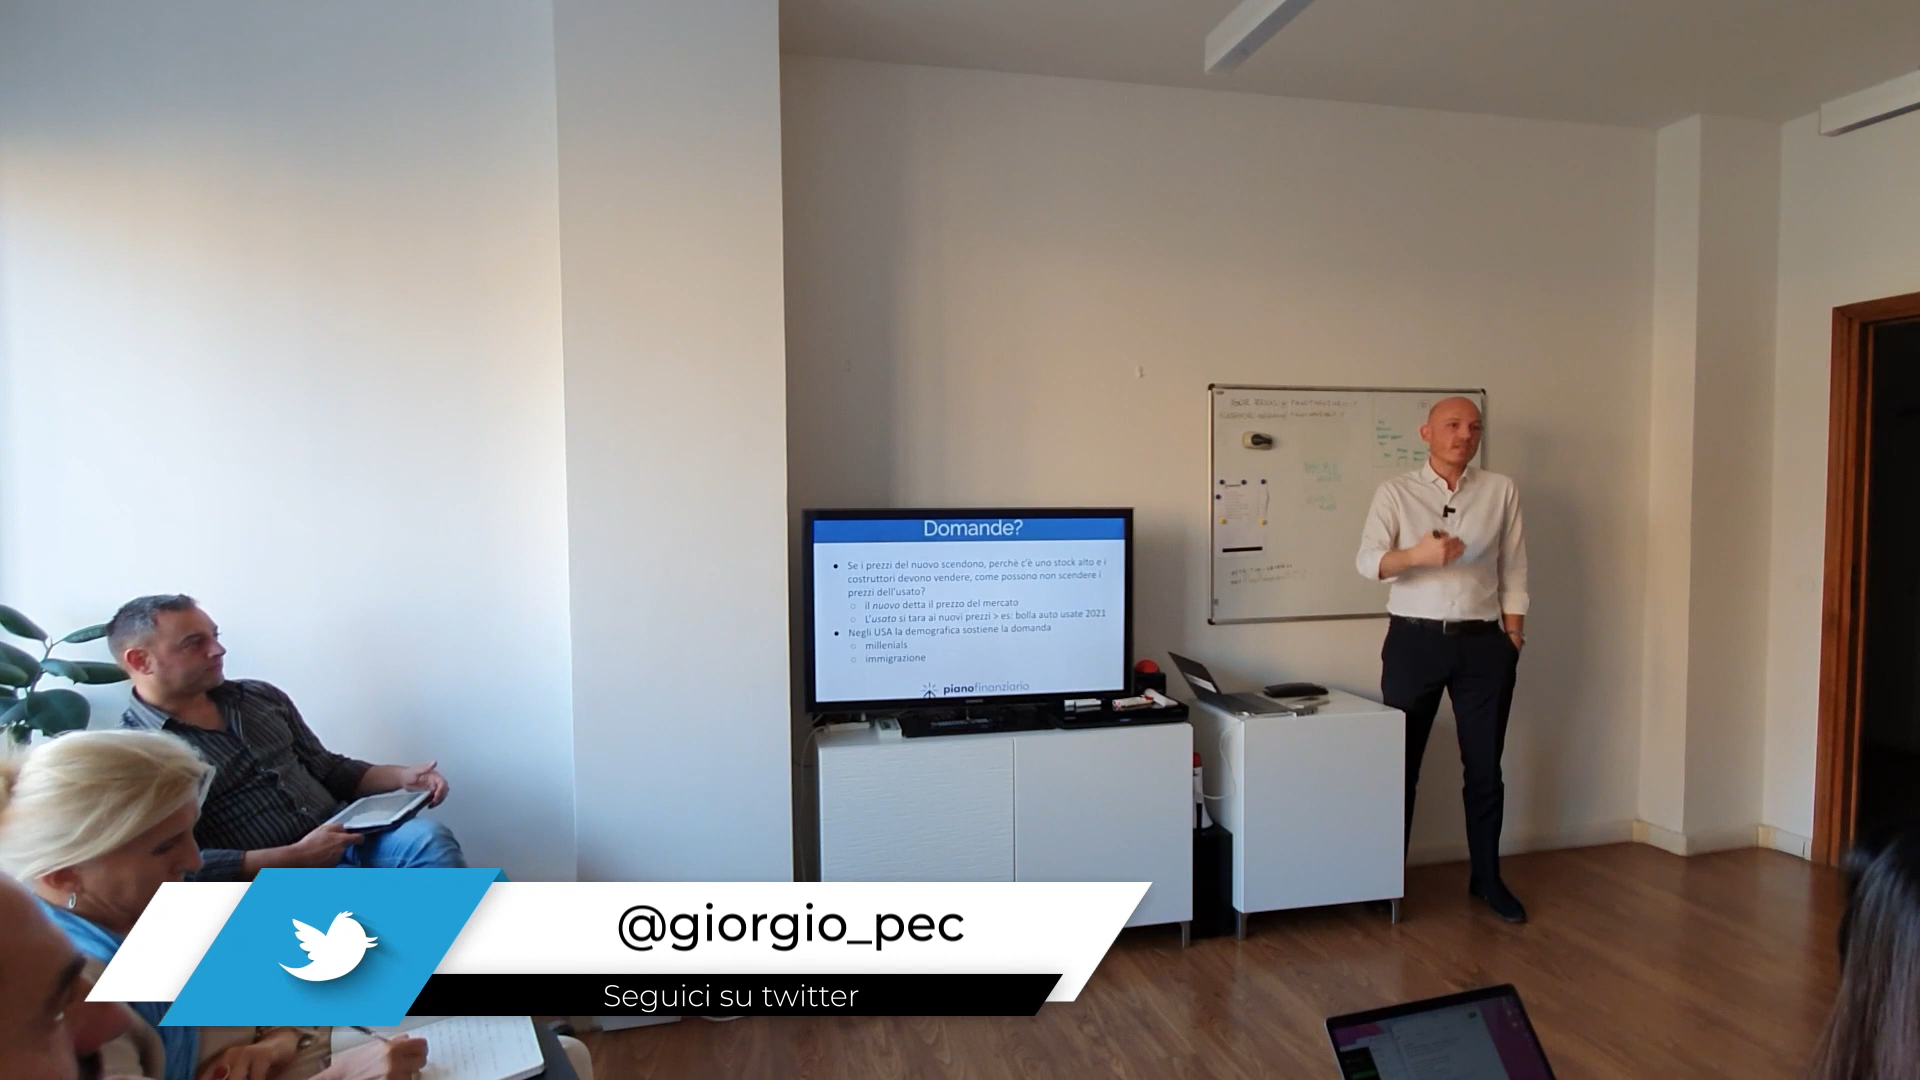 Domande?
Se i prezzi del nuovo scendono, perchè c'è uno stock alto e i
costruttori devono vendere, come possono non scendere i
prezzi dell'usato?
il nuovo detta il prezzo del mercato
L'usato si tara ai nuovi prezzi > es: bolla auto usate 2021
Negli USA la demografica sostiene la domanda
millenials
immigrazione
pianofinanziario
@giorgio_pec
Seguici su twitter